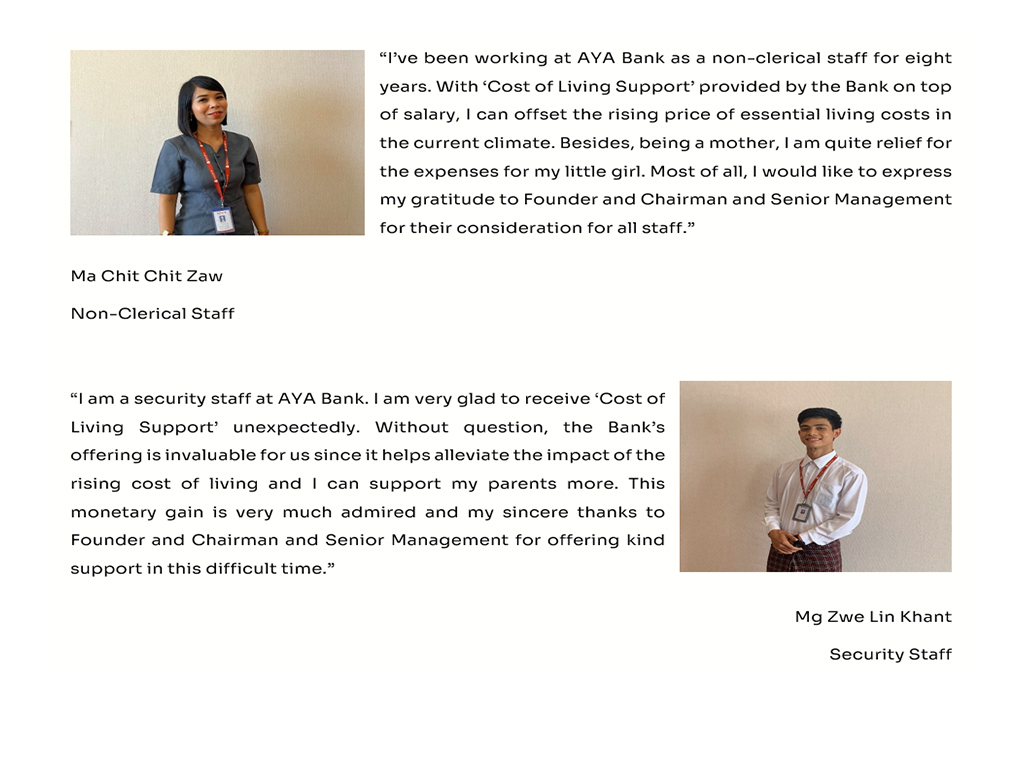 “I’ve been working at AYA Bank as a non-clerical staff for eight
years. With ‘Cost of Living Support’ provided by the Bank on top
of salary, I can offset the rising price of essential living costs in
the current climate. Besides, being a mother, I am quite relief for
the expenses for my little girl. Most of all, I would like to express
my gratitude to Founder and Chairman and Senior Management
for their consideration for all staff.”
Ma Chit Chit Zaw
Non-Clerical Staff
“I am a security staff at AYA Bank. I am very glad to receive ‘Cost of
Living Support’ unexpectedly. Without question, the Bank’s
offering is invaluable for us since it helps alleviate the impact of the
rising cost of living and I can support my parents more. This
monetary gain is very much admired and my sincere thanks to
Founder and Chairman and Senior Management for offering kind
support in this difficult time.”
Mg Zwe Lin Khant
Security Staff